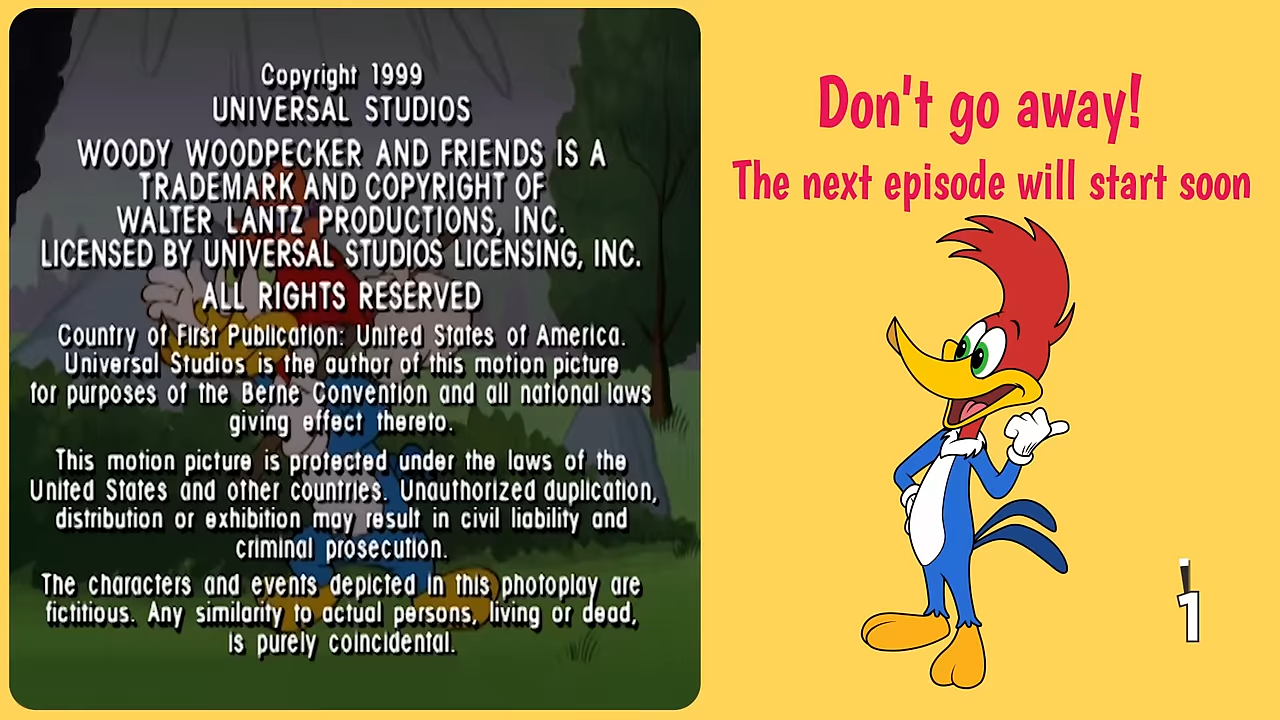 Copyright 1999
UNIVERSAL STUDIOS
WOODY WOODPECKER AND FRIENDS IS A
TRADEMARK AND COPYRIGHT OF
WALTER LANTZ PRODUCTIONS, INC.
LICENSED BY UNIVERSAL STUDIOS LICENSING, INC.
ALL RIGHTS RESERVED
Country of First Publication: United States of America.
Universal Studios is the author of this motion picture
for purposes of the Berne Convention and all national laws
giving effect thereto.
This motion picture is protected under the laws of the
United States and other countries. Unauthorized duplication,
distribution or exhibition may result in civil liability and
criminal prosecution.
The characters and events depicted in this photoplay are
fictitious. Any similarity to actual persons, living or dead,
is purely coincidental.
Don't go away!
The next episode will start soon
1